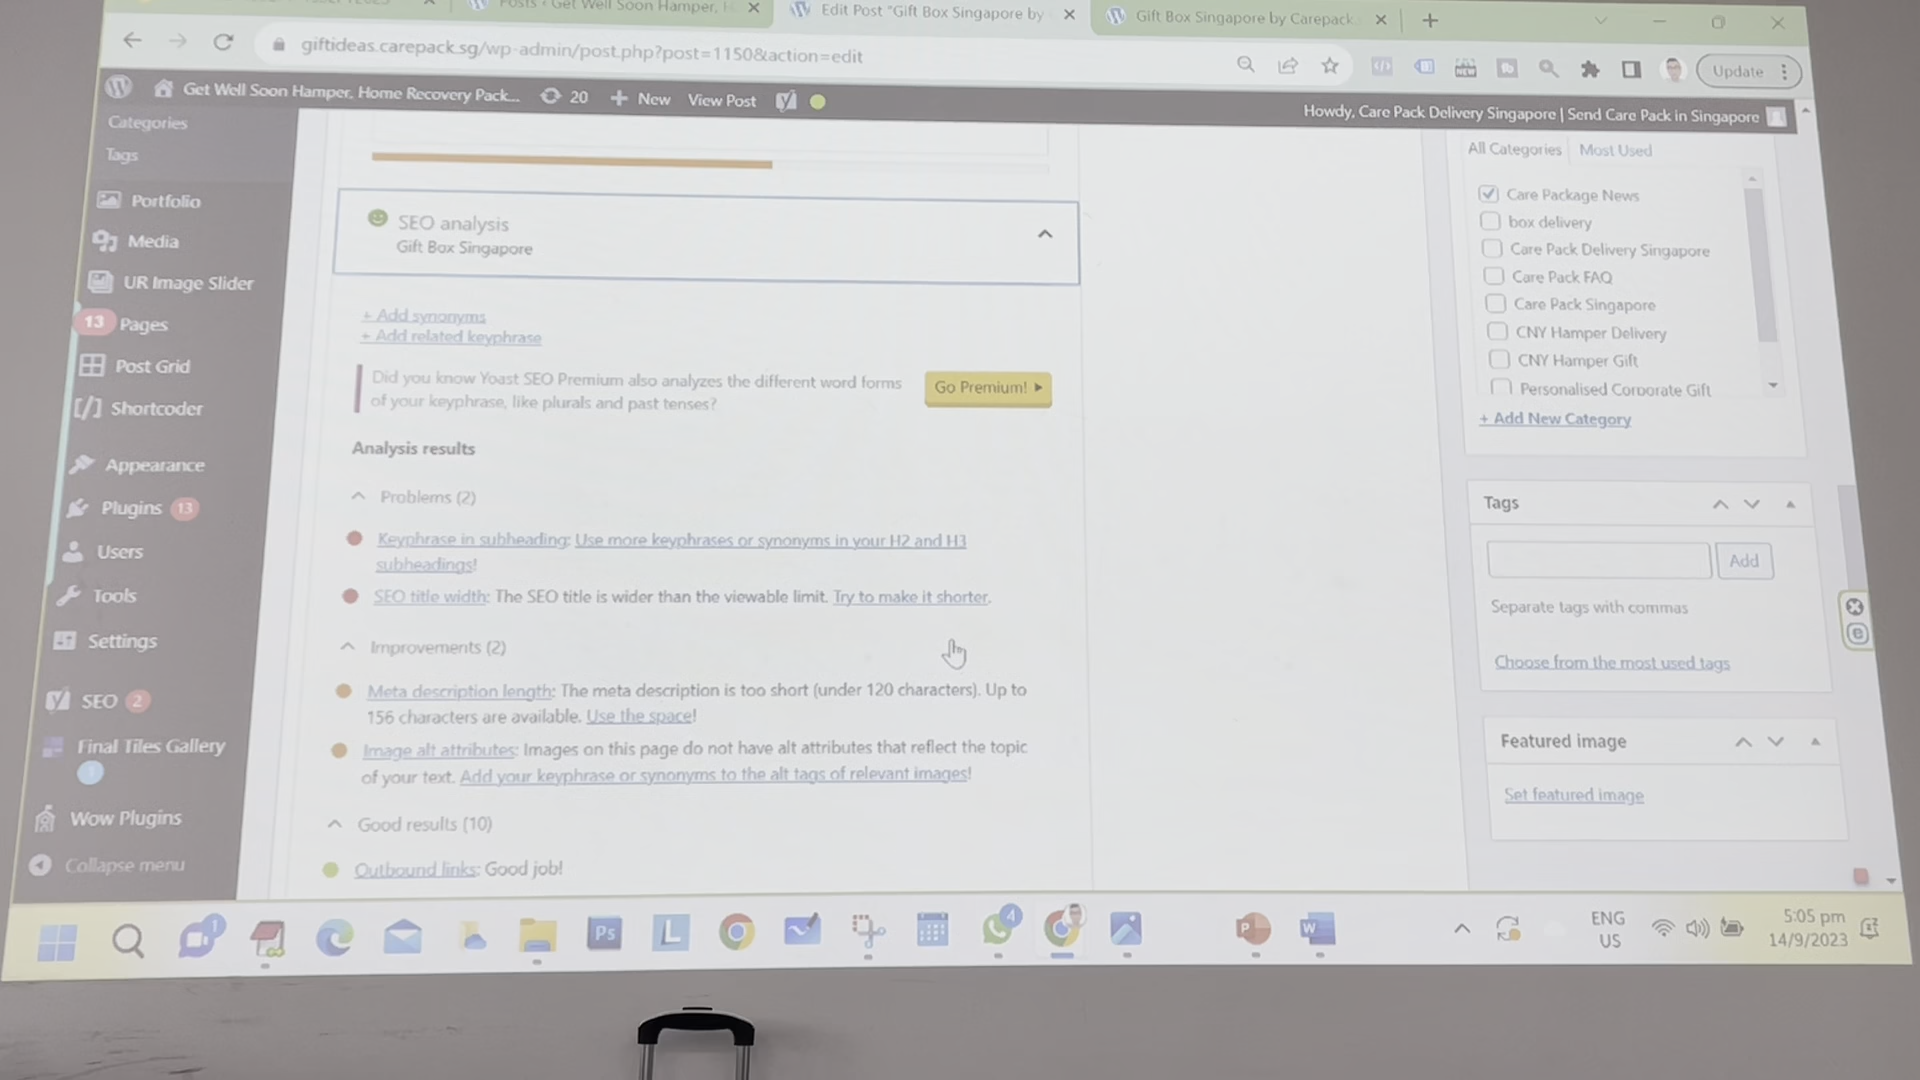 Posts ‹ Get Well Soon Hamper, H
Edit Post "Gift Box Singapore by
Gift Box Singapore by Carepack
giftideas.carepack.sg/wp-admin/post.php?post=1150&action=edit
Update
Get Well Soon Hamper, Home Recovery Pack...
20
New
View Post
Howdy, Care Pack Delivery Singapore | Send Care Pack in Singapore
Categories
Tags
Portfolio
Media
UR Image Slider
13 Pages
Post Grid
[/] Shortcoder
Appearance
Plugins 13
Users
Tools
Settings
SEO 2
Final Tiles Gallery
Wow Plugins
Collapse menu
SEO analysis
Gift Box Singapore
+ Add synonyms
+ Add related keyphrase
Did you know Yoast SEO Premium also analyzes the different word forms
of your keyphrase, like plurals and past tenses?
Go Premium!
Analysis results
Problems (2)
Keyphrase in subheading: Use more keyphrases or synonyms in your H2 and H3
subheadings!
SEO title width: The SEO title is wider than the viewable limit. Try to make it shorter.
Improvements (2)
Meta description length: The meta description is too short (under 120 characters). Up to
156 characters are available. Use the space!
Image alt attributes: Images on this page do not have alt attributes that reflect the topic
of your text. Add your keyphrase or synonyms to the alt tags of relevant images!
Good results (10)
Outbound links: Good job!
All Categories
Most Used
Care Package News
box delivery
Care Pack Delivery Singapore
Care Pack FAQ
Care Pack Singapore
CNY Hamper Delivery
CNY Hamper Gift
Personalised Corporate Gift
+ Add New Category
Tags
Add
Separate tags with commas
Choose from the most used tags
Featured image
Set featured image
1
Ps
L
4
P
W
ENG
US
5:05 pm
14/9/2023